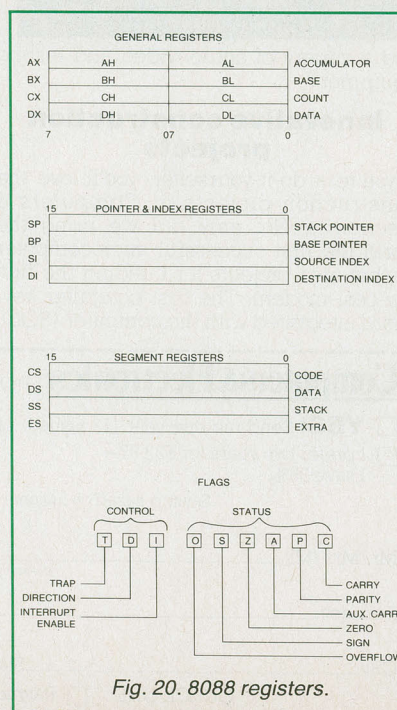 GENERAL REGISTERS
AX AH AL ACCUMULATOR
BX BH BL BASE
CX CH CL COUNT
DX DH DL DATA
7 07 0
15 POINTER & INDEX REGISTERS 0
SP STACK POINTER
BP BASE POINTER
SI SOURCE INDEX
DI DESTINATION INDEX
15 SEGMENT REGISTERS 0
CS CODE
DS DATA
SS STACK
ES EXTRA
FLAGS
CONTROL STATUS
T D I O S Z A P C
TRAP
DIRECTION
INTERRUPT
ENABLE
CARRY
PARITY
AUX. CARR
ZERO
SIGN
OVERFLOW
Fig. 20. 8088 registers.